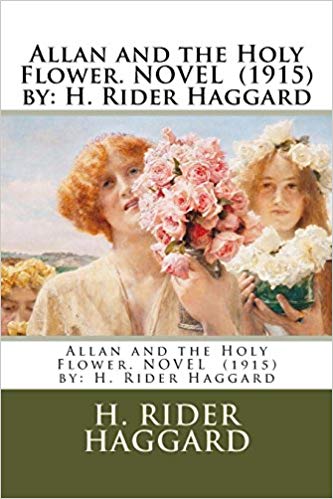 Allan and the Holy
Flower. NOVEL (1915)
by: H. Rider Haggard
Allan and the Holy
Flower. NOVEL (1915)
by: H. Rider Haggard
H. RIDER
HAGGARD